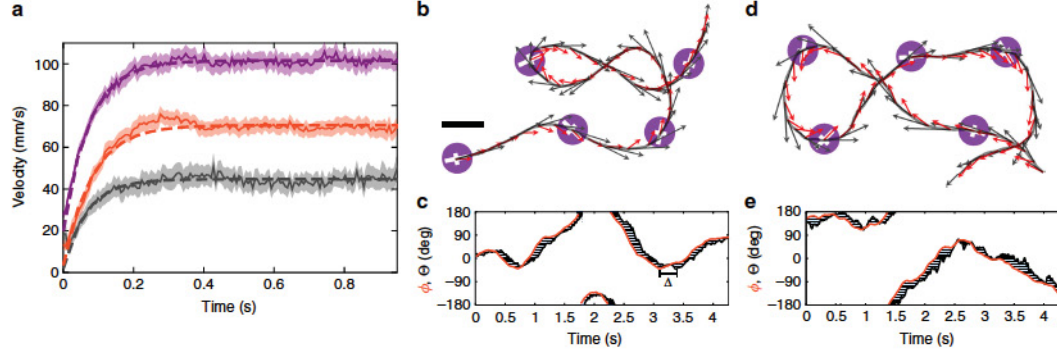 a
Velocity (mm/s)
100
80
60
40
20
0
0 0.2 0.4 0.6 0.8
Time (s)
b
c
ϕ, Θ (deg)
180
90
0
−90
−180
Δ
0 0.5 1 1.5 2 2.5 3 3.5 4
Time (s)
d
e
ϕ, Θ (deg)
180
90
0
−90
−180
0 0.5 1 1.5 2 2.5 3 3.5 4
Time (s)